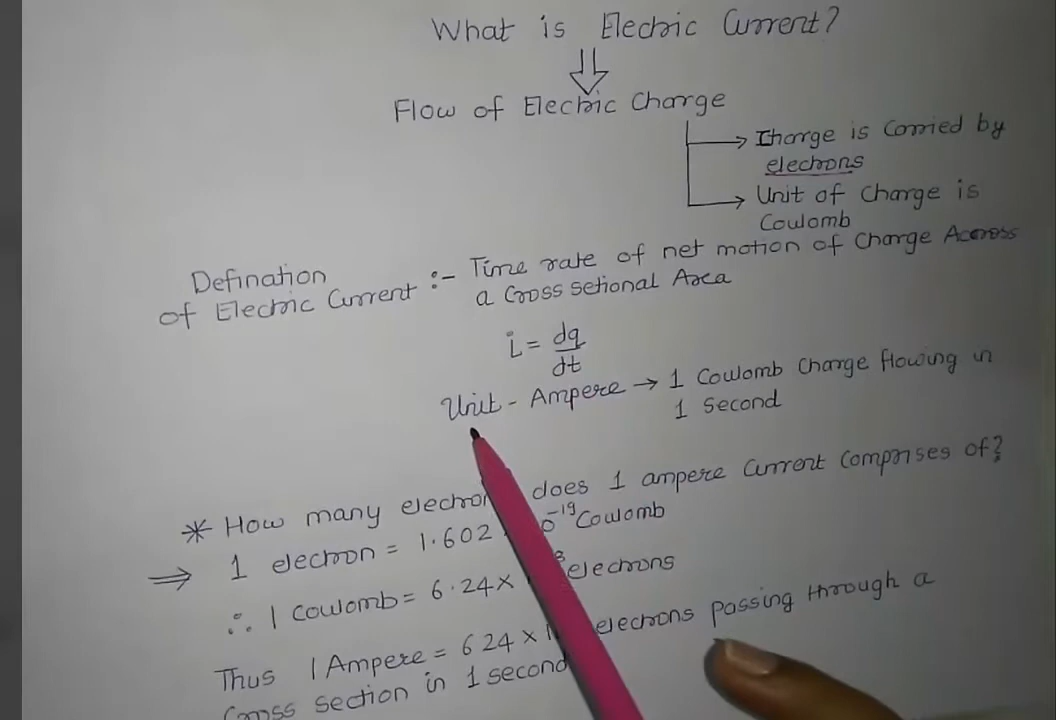 What is Electric Current?
Flow of Electric Charge
Charge is Carried by
electrons
Unit of Charge is
Coulomb
Defination
of Electric Current :- Time rate of net motion of Charge Across
a Cross setional Area
i = dq
dt
Unit - Ampere → 1 Coulomb Charge flowing in
1 Second
* How many does 1 ampere Current Comprises of?
⇒ 1 electron = 1.602 Coulomb
∴ 1 Coulomb = 6.24 × electrons
Thus 1 Ampere = 624 × electrons passing through a
Cross section in 1 second